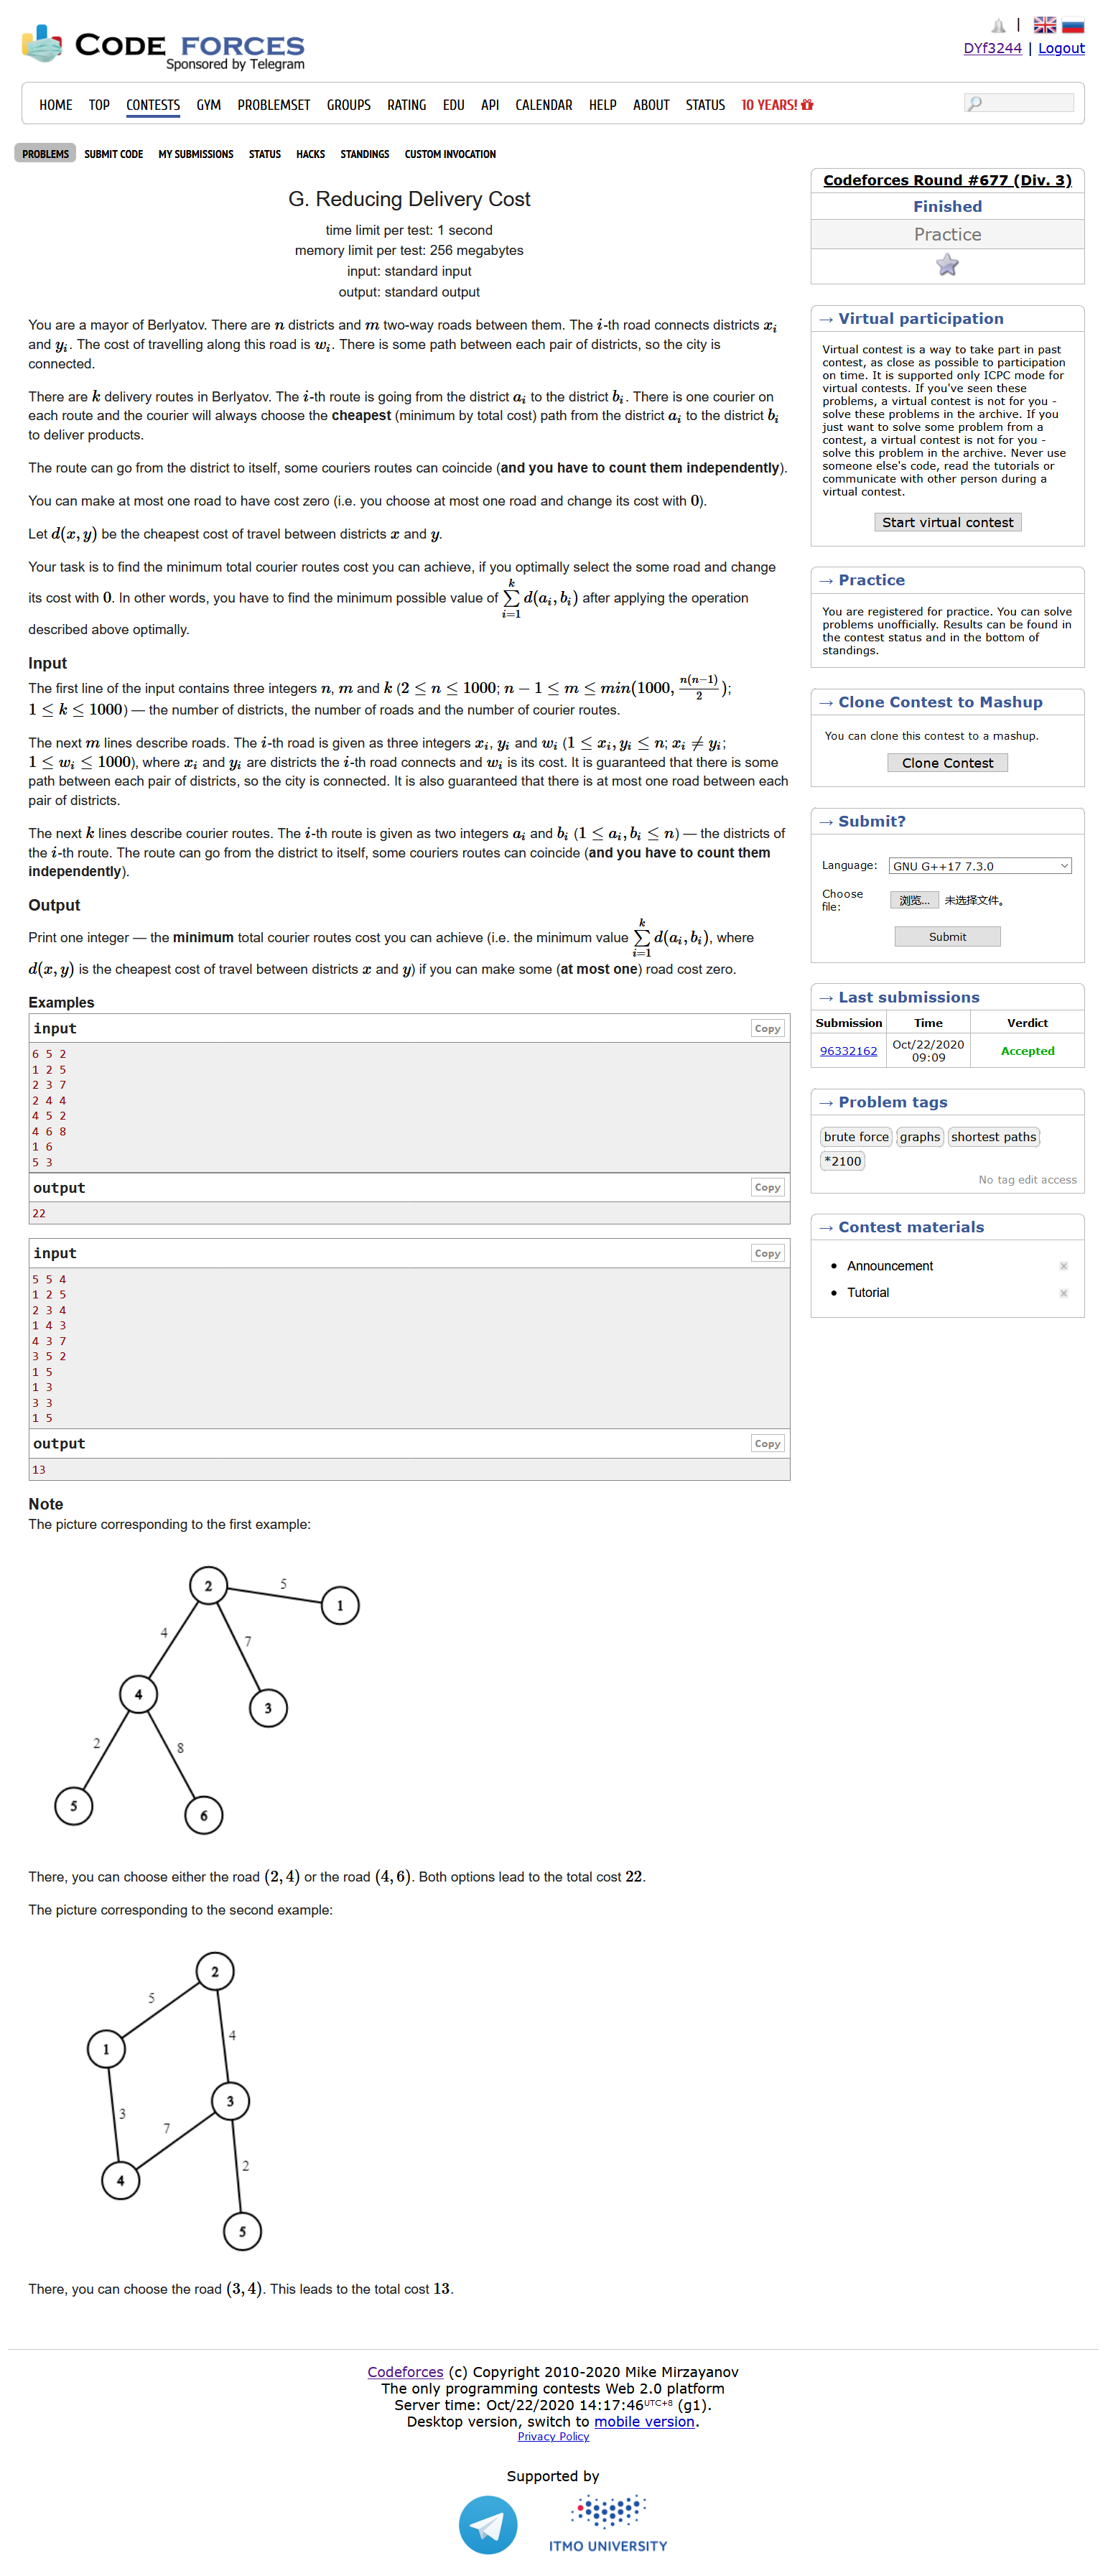 CODE FORCES
Sponsored by Telegram
|
DYf3244 | Logout
HOME TOP CONTESTS GYM PROBLEMSET GROUPS RATING EDU API CALENDAR HELP ABOUT STATUS 10 YEARS!
PROBLEMS SUBMIT CODE MY SUBMISSIONS STATUS HACKS STANDINGS CUSTOM INVOCATION
G. Reducing Delivery Cost
time limit per test: 1 second
memory limit per test: 256 megabytes
input: standard input
output: standard output
You are a mayor of Berlyatov. There are n districts and m two-way roads between them. The i-th road connects districts x_i
and y_i. The cost of travelling along this road is w_i. There is some path between each pair of districts, so the city is
connected.
There are k delivery routes in Berlyatov. The i-th route is going from the district a_i to the district b_i. There is one courier on
each route and the courier will always choose the cheapest (minimum by total cost) path from the district a_i to the district b_i
to deliver products.
The route can go from the district to itself, some couriers routes can coincide (and you have to count them independently).
You can make at most one road to have cost zero (i.e. you choose at most one road and change its cost with 0).
Let d(x, y) be the cheapest cost of travel between districts x and y.
Your task is to find the minimum total courier routes cost you can achieve, if you optimally select the some road and change
its cost with 0. In other words, you have to find the minimum possible value of ∑_{i=1}^{k} d(a_i, b_i) after applying the operation
described above optimally.
Input
The first line of the input contains three integers n, m and k (2 ≤ n ≤ 1000; n − 1 ≤ m ≤ min(1000, n(n−1)/2);
1 ≤ k ≤ 1000) — the number of districts, the number of roads and the number of courier routes.
The next m lines describe roads. The i-th road is given as three integers x_i, y_i and w_i (1 ≤ x_i, y_i ≤ n; x_i ≠ y_i;
1 ≤ w_i ≤ 1000), where x_i and y_i are districts the i-th road connects and w_i is its cost. It is guaranteed that there is some
path between each pair of districts, so the city is connected. It is also guaranteed that there is at most one road between each
pair of districts.
The next k lines describe courier routes. The i-th route is given as two integers a_i and b_i (1 ≤ a_i, b_i ≤ n) — the districts of
the i-th route. The route can go from the district to itself, some couriers routes can coincide (and you have to count them
independently).
Output
Print one integer — the minimum total courier routes cost you can achieve (i.e. the minimum value ∑_{i=1}^{k} d(a_i, b_i), where
d(x, y) is the cheapest cost of travel between districts x and y) if you can make some (at most one) road cost zero.
Examples
input Copy
6 5 2
1 2 5
2 3 7
2 4 4
4 5 2
4 6 8
1 6
5 3
output Copy
22
input Copy
5 5 4
1 2 5
2 3 4
1 4 3
4 3 7
3 5 2
1 5
1 3
3 3
1 5
output Copy
13
Note
The picture corresponding to the first example:
2
5
1
4
7
4
3
2
8
5
6
There, you can choose either the road (2, 4) or the road (4, 6). Both options lead to the total cost 22.
The picture corresponding to the second example:
2
5
4
1
3
3
7
4
2
5
There, you can choose the road (3, 4). This leads to the total cost 13.
Codeforces Round #677 (Div. 3)
Finished
Practice
→ Virtual participation
Virtual contest is a way to take part in past
contest, as close as possible to participation
on time. It is supported only ICPC mode for
virtual contests. If you've seen these
problems, a virtual contest is not for you -
solve these problems in the archive. If you
just want to solve some problem from a
contest, a virtual contest is not for you -
solve this problem in the archive. Never use
someone else's code, read the tutorials or
communicate with other person during a
virtual contest.
Start virtual contest
→ Practice
You are registered for practice. You can solve
problems unofficially. Results can be found in
the contest status and in the bottom of
standings.
→ Clone Contest to Mashup
You can clone this contest to a mashup.
Clone Contest
→ Submit?
Language: GNU G++17 7.3.0
Choose
file: 浏览... 未选择文件。
Submit
→ Last submissions
Submission Time Verdict
96332162 Oct/22/2020
09:09 Accepted
→ Problem tags
brute force graphs shortest paths
*2100
No tag edit access
→ Contest materials
Announcement
Tutorial
Codeforces (c) Copyright 2010-2020 Mike Mirzayanov
The only programming contests Web 2.0 platform
Server time: Oct/22/2020 14:17:46 UTC+8 (g1).
Desktop version, switch to mobile version.
Privacy Policy
Supported by
ITMO UNIVERSITY